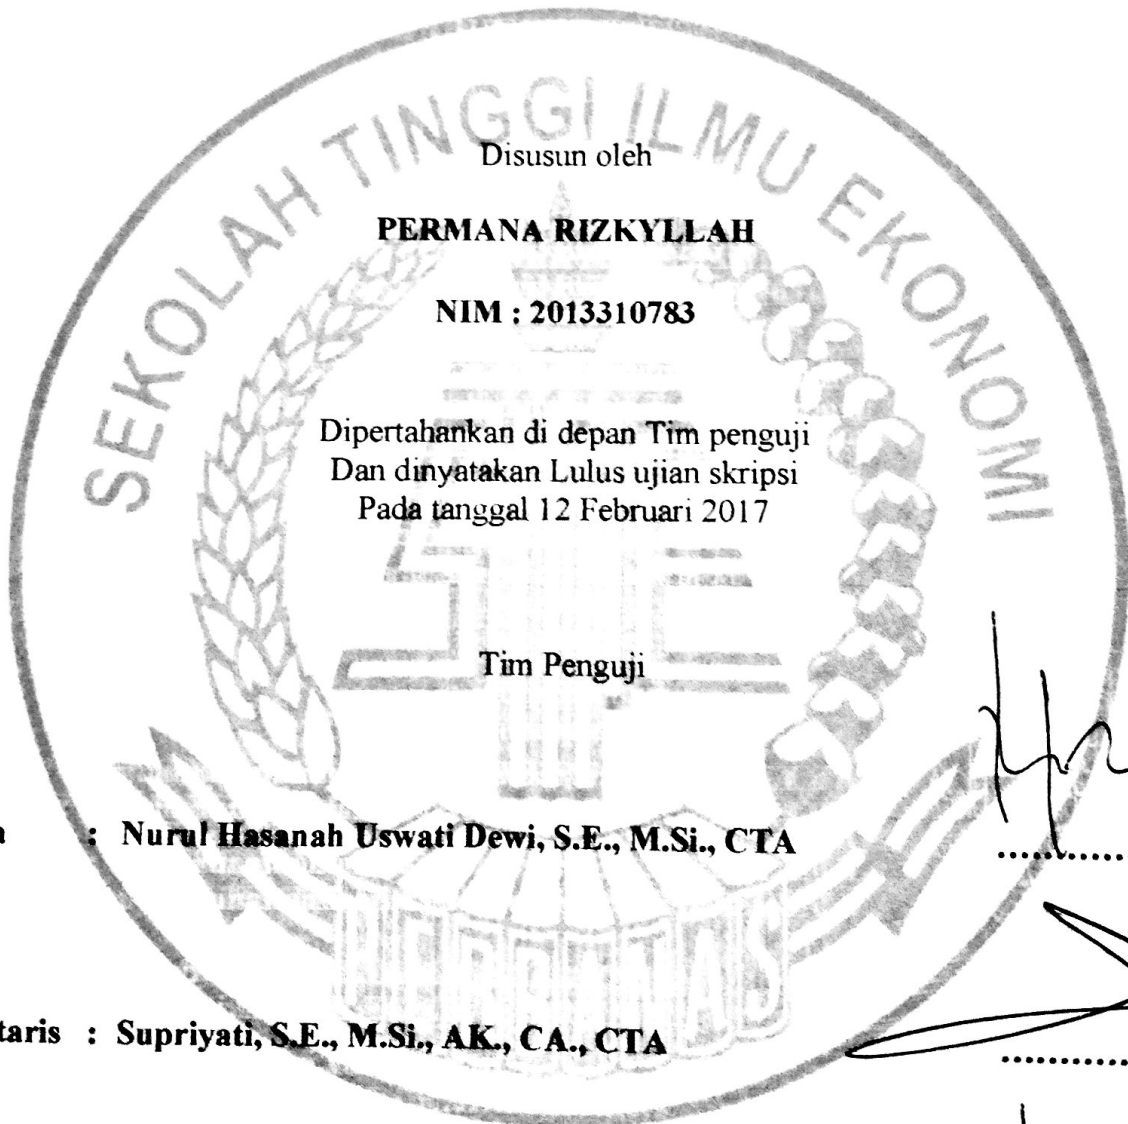 SEKOLAH TINGGI ILMU EKONOMI
Disusun oleh
PERMANA RIZKYLLAH
NIM : 2013310783
Dipertahankan di depan Tim penguji
Dan dinyatakan Lulus ujian skripsi
Pada tanggal 12 Februari 2017
Tim Penguji
a : Nurul Hasanah Uswati Dewi, S.E., M.Si., CTA
taris : Supriyati, S.E., M.Si., AK., CA., CTA
PERBANAS